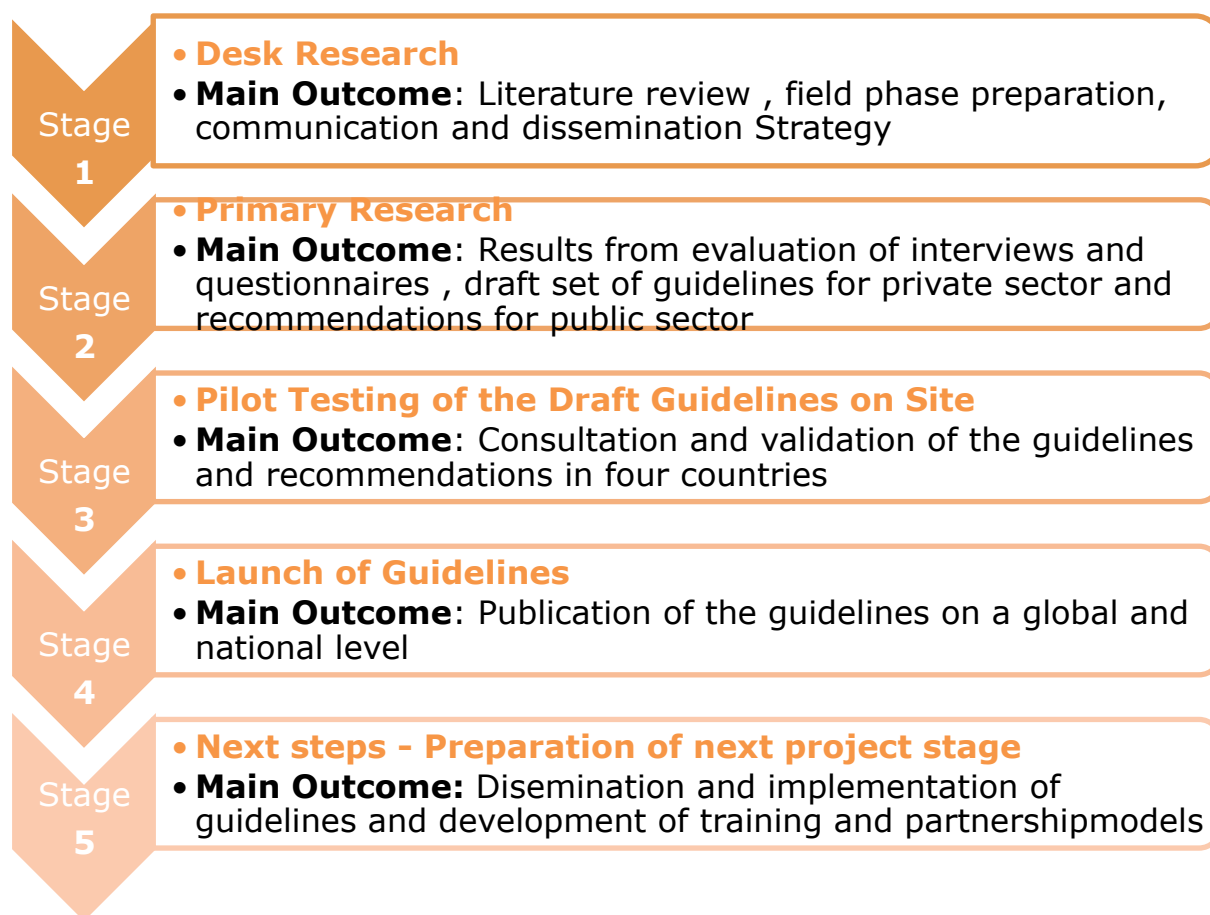 Stage
1
• Desk Research
• Main Outcome: Literature review , field phase preparation,
communication and dissemination Strategy
Stage
2
• Primary Research
• Main Outcome: Results from evaluation of interviews and
questionnaires , draft set of guidelines for private sector and
recommendations for public sector
Stage
3
• Pilot Testing of the Draft Guidelines on Site
• Main Outcome: Consultation and validation of the guidelines
and recommendations in four countries
Stage
4
• Launch of Guidelines
• Main Outcome: Publication of the guidelines on a global and
national level
Stage
5
• Next steps - Preparation of next project stage
• Main Outcome: Disemination and implementation of
guidelines and development of training and partnershipmodels